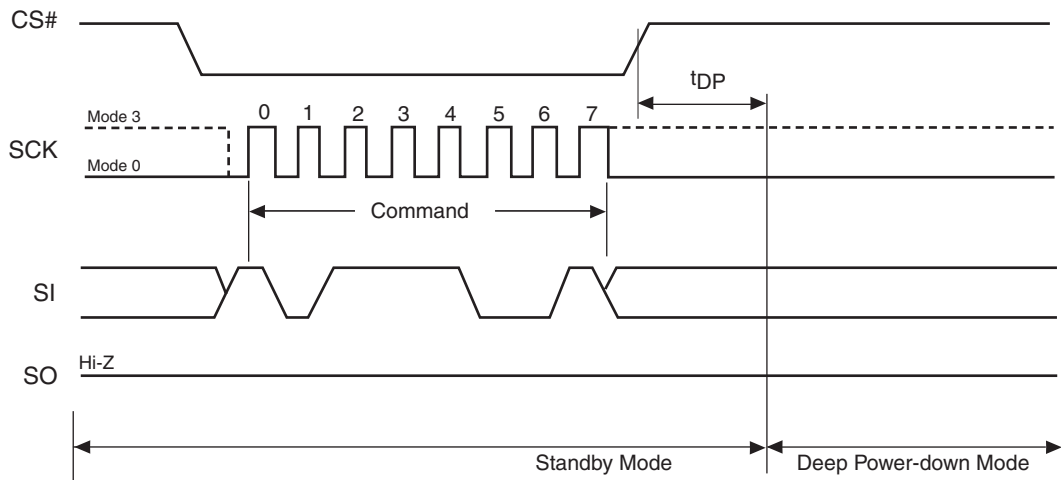 CS#
tDP
Mode 3
0 1 2 3 4 5 6 7
SCK
Mode 0
Command
SI
Hi-Z
SO
Standby Mode
Deep Power-down Mode